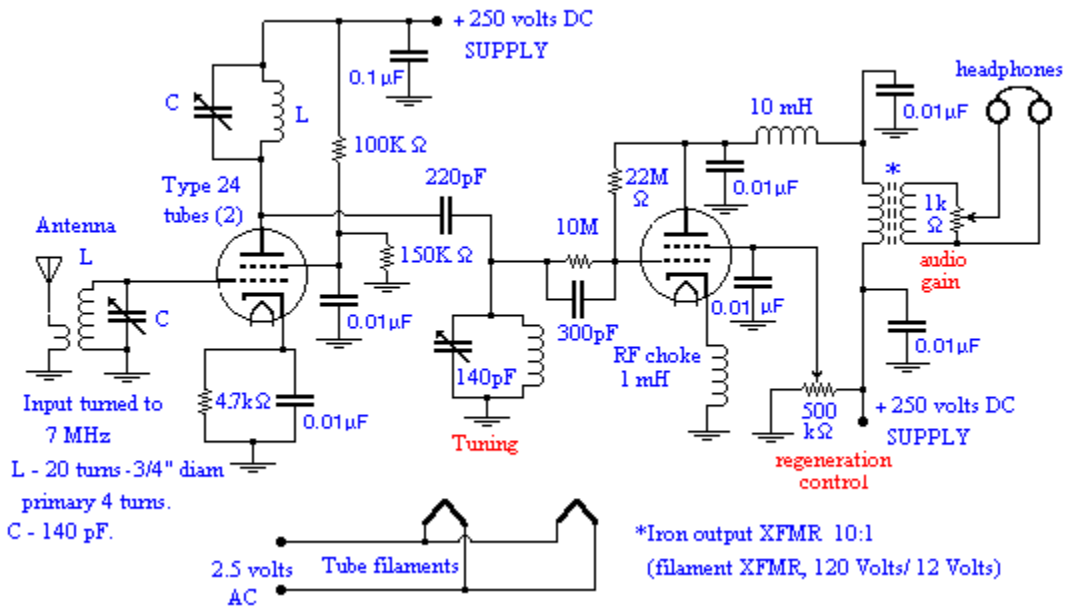 + 250 volts DC
SUPPLY
0.1µF
C
L
100K Ω
Type 24
tubes (2)
220pF
150K Ω
Antenna
L
C
0.01µF
4.7kΩ
0.01µF
Input turned to
7 MHz
L - 20 turns -3/4" diam
primary 4 turns.
C - 140 pF.
140pF
Tuning
10M
300pF
22M
Ω
0.01µF
10 mH
0.01µF
headphones
*
1k
Ω
audio
gain
0.01µF
RF choke
1 mH
0.01µF
500
kΩ
regeneration
control
+ 250 volts DC
SUPPLY
2.5 volts
AC
Tube filaments
*Iron output XFMR 10:1
(filament XFMR, 120 Volts/ 12 Volts)